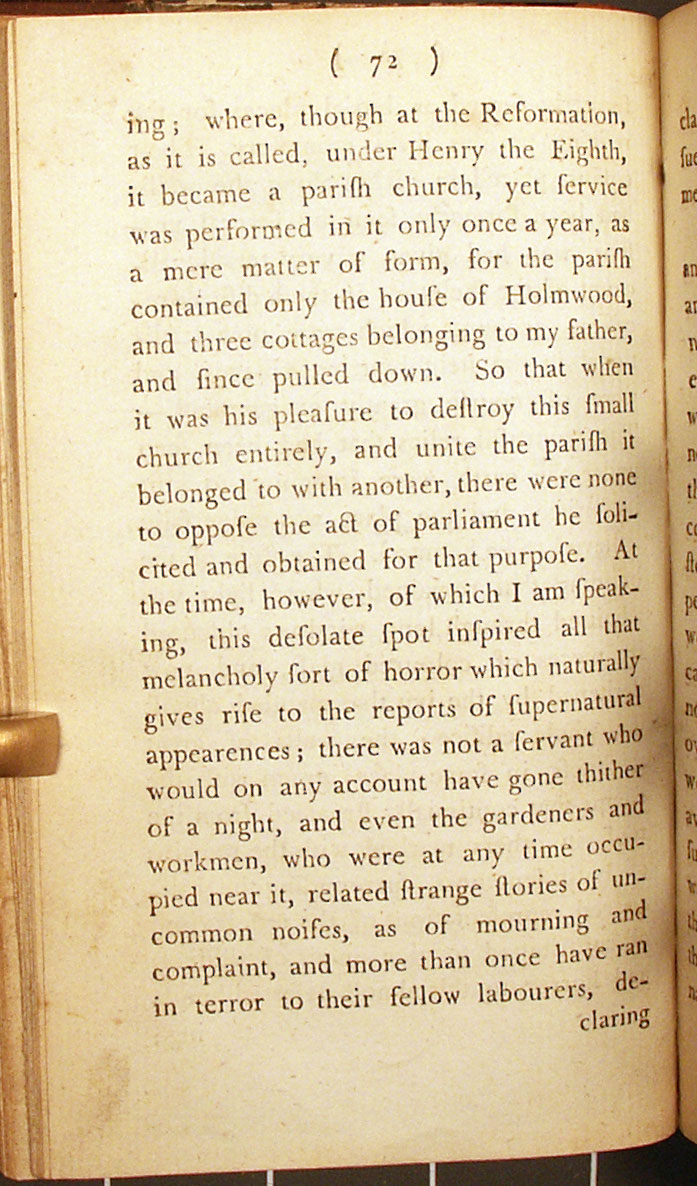 ( 72 )
ing; where, though at the Reformation,
as it is called, under Henry the Eighth,
it became a pariſh church, yet ſervice
was performed in it only once a year, as
a mere matter of form, for the pariſh
contained only the houſe of Holmwood,
and three cottages belonging to my father,
and ſince pulled down. So that when
it was his pleaſure to deſtroy this ſmall
church entirely, and unite the pariſh it
belonged to with another, there were none
to oppoſe the act of parliament he ſoli-
cited and obtained for that purpoſe. At
the time, however, of which I am ſpeak-
ing, this deſolate ſpot inſpired all that
melancholy ſort of horror which naturally
gives riſe to the reports of ſupernatural
appearences; there was not a ſervant who
would on any account have gone thither
of a night, and even the gardeners and
workmen, who were at any time occu-
pied near it, related ſtrange ſtories of un-
common noiſes, as of mourning and
complaint, and more than once have ran
in terror to their fellow labourers, de-
claring